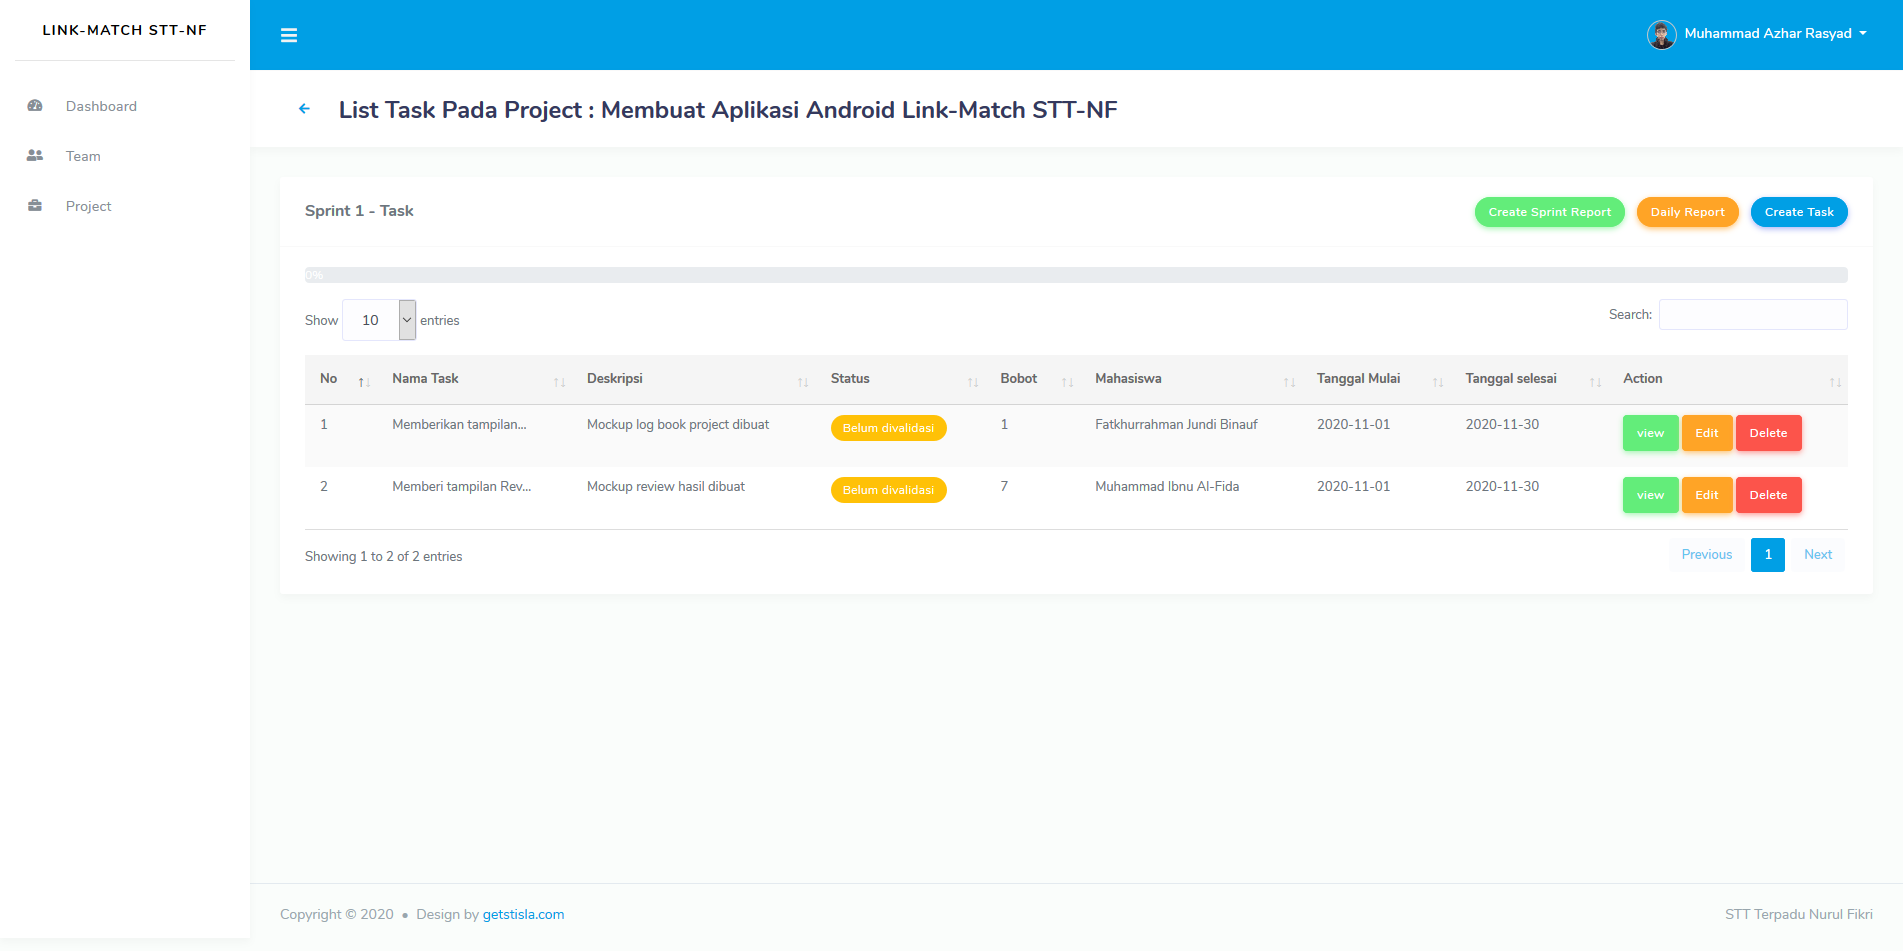 LINK-MATCH STT-NF
Muhammad Azhar Rasyad
Dashboard
Team
Project
List Task Pada Project : Membuat Aplikasi Android Link-Match STT-NF
Sprint 1 - Task
Create Sprint Report Daily Report Create Task
0%
Show 10 entries Search:
No Nama Task Deskripsi Status Bobot Mahasiswa Tanggal Mulai Tanggal selesai Action
1 Memberikan tampilan... Mockup log book project dibuat Belum divalidasi 1 Fatkhurrahman Jundi Binauf 2020-11-01 2020-11-30 view Edit Delete
2 Memberi tampilan Rev... Mockup review hasil dibuat Belum divalidasi 7 Muhammad Ibnu Al-Fida 2020-11-01 2020-11-30 view Edit Delete
Showing 1 to 2 of 2 entries Previous 1 Next
Copyright © 2020 • Design by getstisla.com STT Terpadu Nurul Fikri